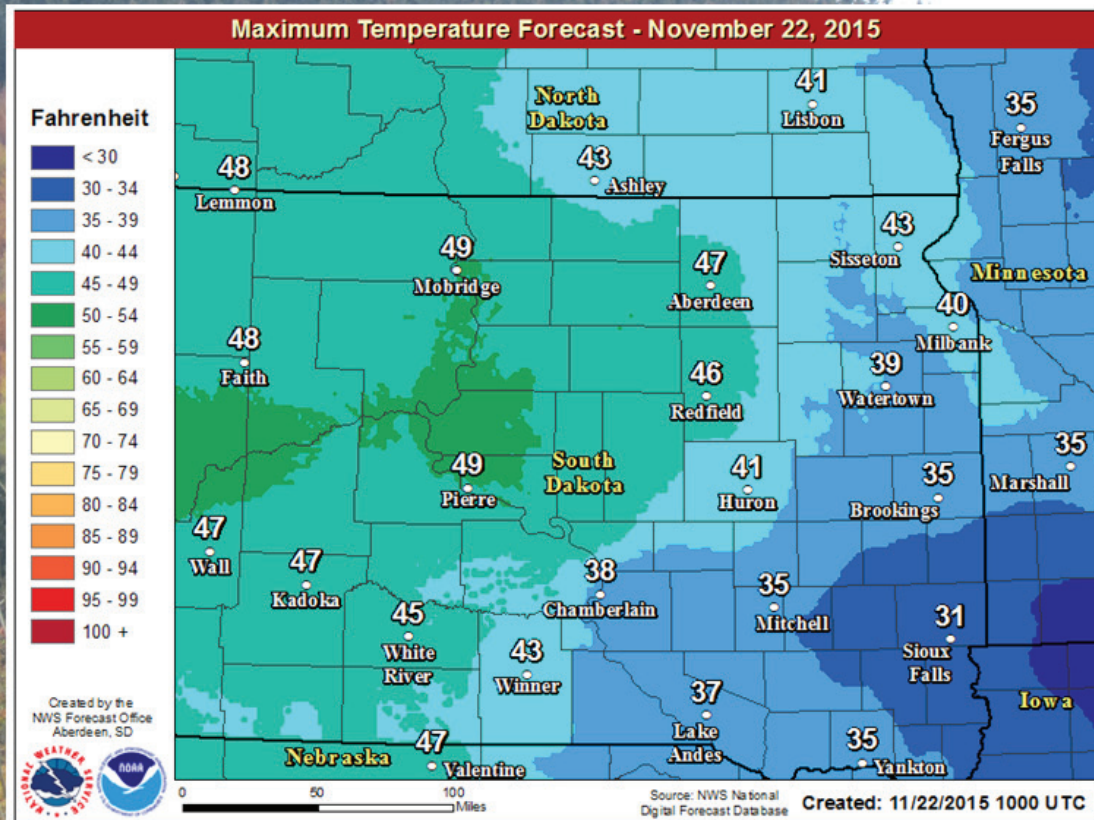 Maximum Temperature Forecast - November 22, 2015
Fahrenheit
< 30
30 - 34
35 - 39
40 - 44
45 - 49
50 - 54
55 - 59
60 - 64
65 - 69
70 - 74
75 - 79
80 - 84
85 - 89
90 - 94
95 - 99
100 +
Created by the
NWS Forecast Office
Aberdeen, SD
NATIONAL WEATHER SERVICE
NOAA
North
Dakota
41
Lisbon
35
Fergus
Falls
48
Lemmon
43
Ashley
49
Mobridge
47
Aberdeen
43
Sisseton
Minnesota
40
Milbank
48
Faith
46
Redfield
39
Watertown
49
Pierre
South
Dakota
41
Huron
35
Brookings
35
Marshall
47
Wall
47
Kadoka
38
Chamberlain
35
Mitchell
31
Sioux
Falls
45
White
River
43
Winner
37
Lake
Andes
Iowa
35
Yankton
Nebraska
47
Valentine
0 50 100
Miles
Source: NWS National
Digital Forecast Database
Created: 11/22/2015 1000 UTC